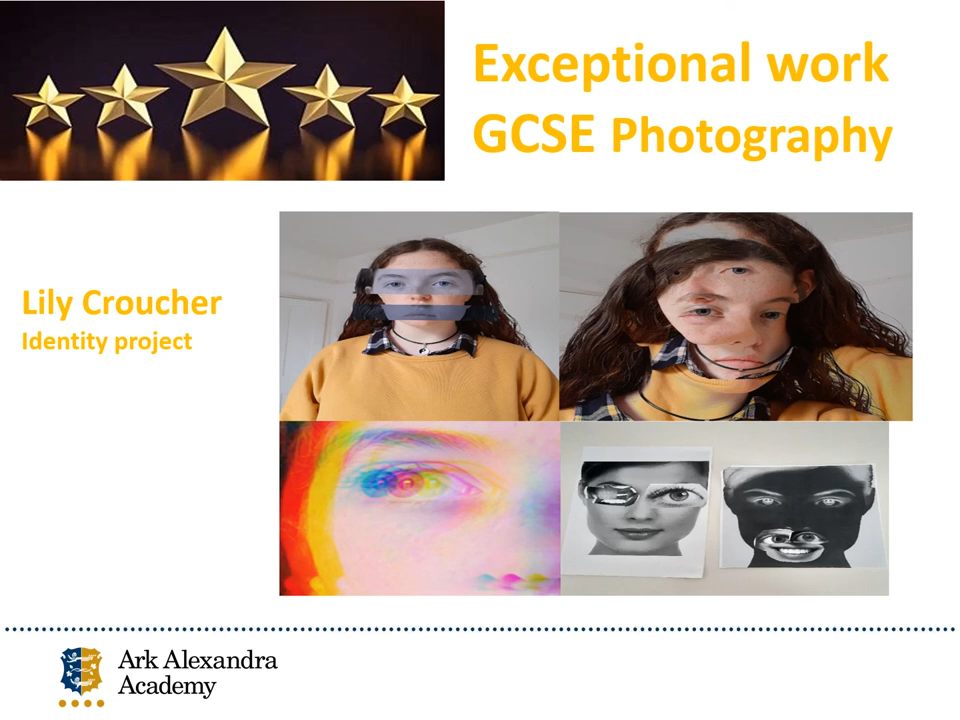 Exceptional work
GCSE Photography
Lily Croucher
Identity project
Ark Alexandra
Academy